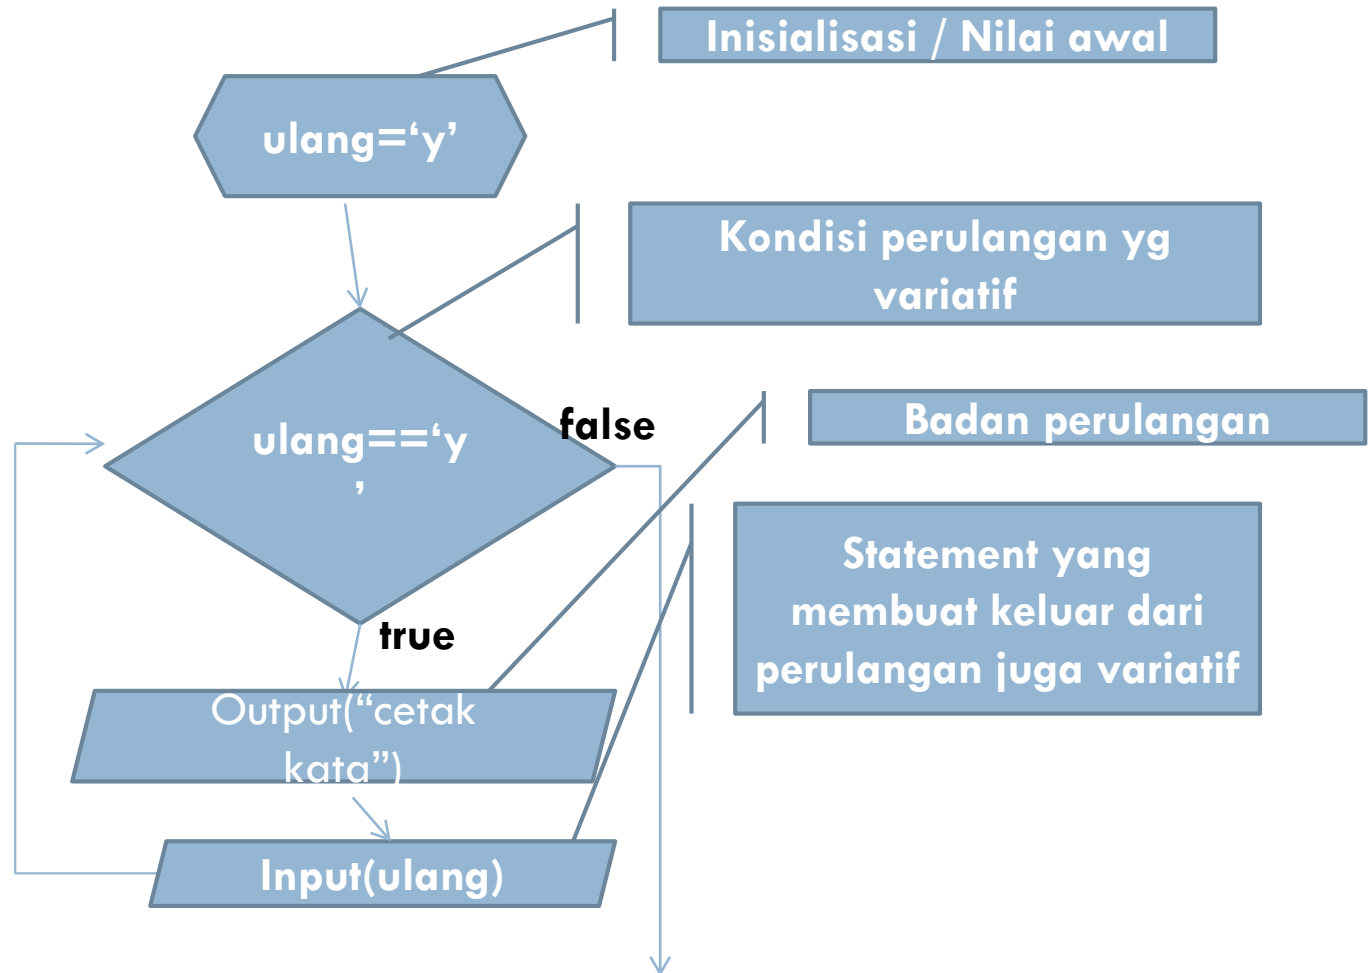 Inisialisasi / Nilai awal
ulang=‘y’
Kondisi perulangan yg
variatif
ulang==‘y
’
false
Badan perulangan
Statement yang
membuat keluar dari
perulangan juga variatif
true
Output(“cetak
kata”)
Input(ulang)